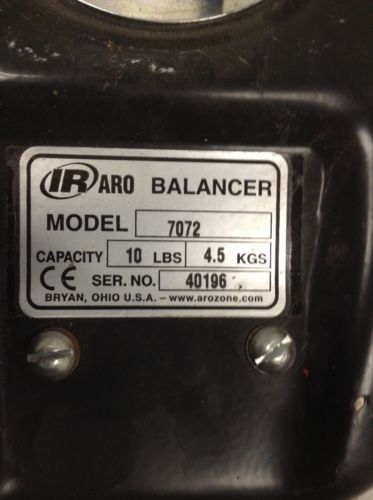 IR ARO BALANCER
MODEL 7072
CAPACITY 10 LBS 4.5 KGS
CE SER. NO. 40196
BRYAN, OHIO U.S.A. – www.arozone.com